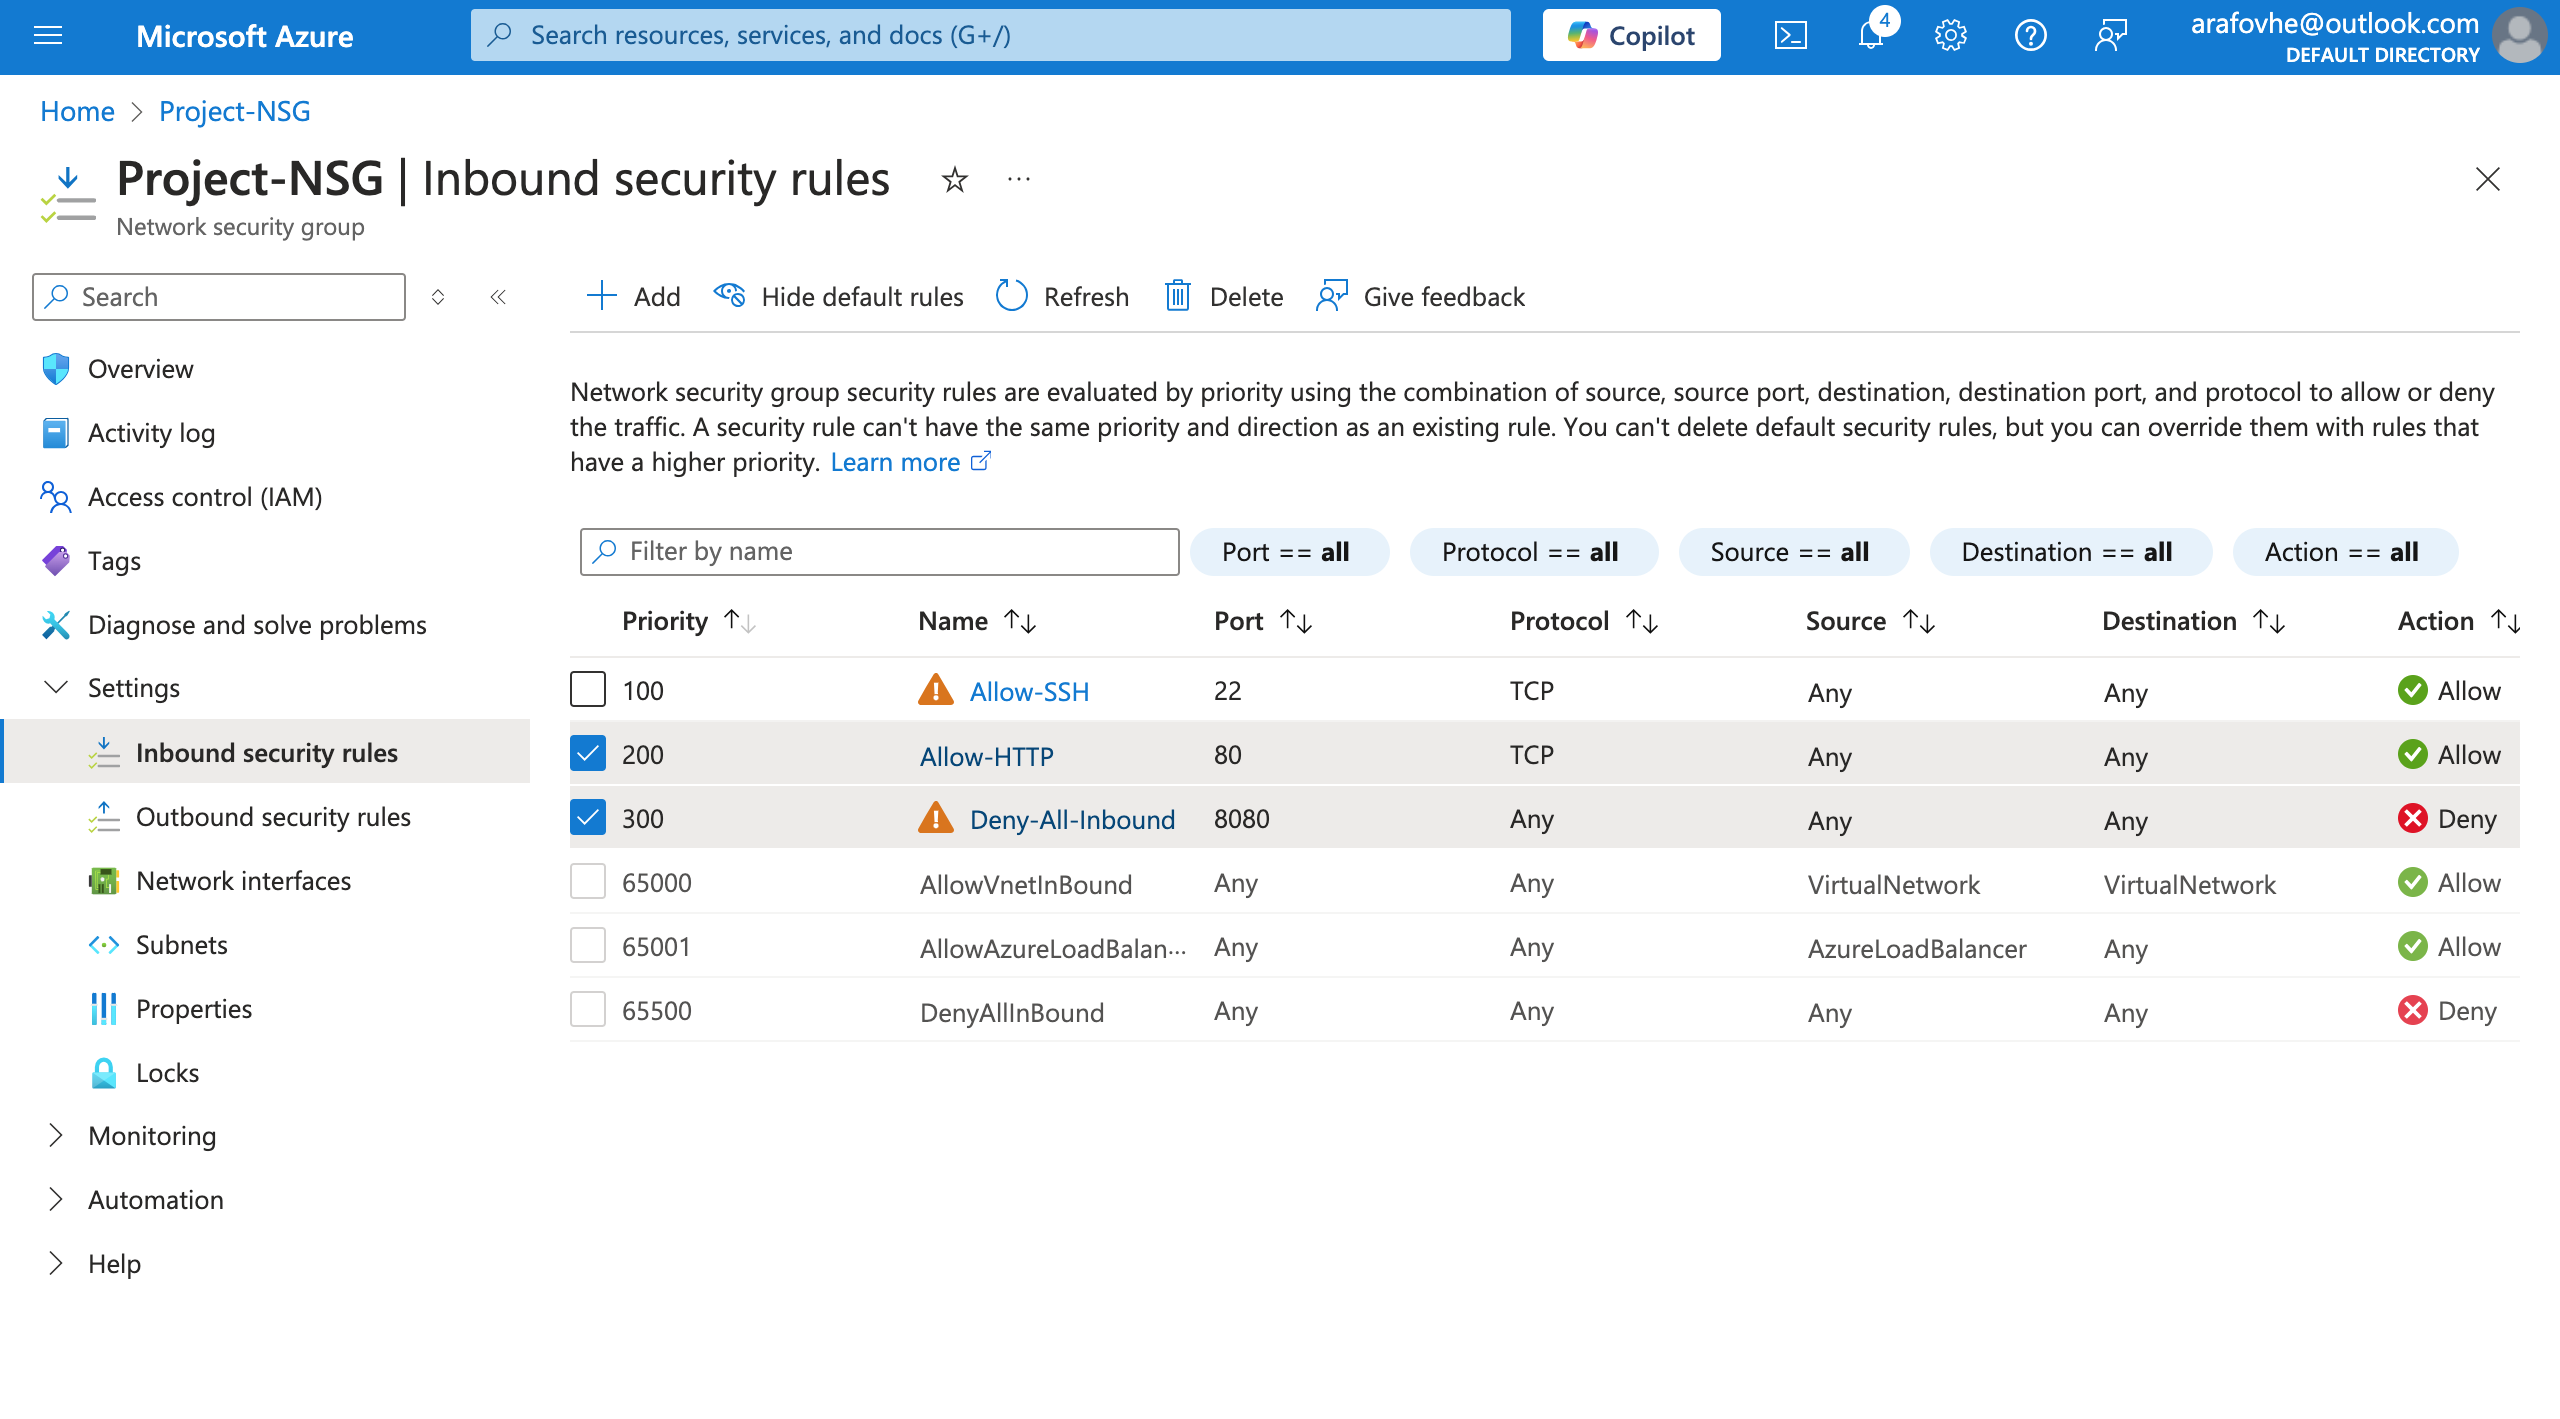 Microsoft Azure
Search resources, services, and docs (G+/)
Copilot
4
arafovhe@outlook.com
DEFAULT DIRECTORY
Home > Project-NSG
Project-NSG | Inbound security rules
Network security group
Search
Add
Hide default rules
Refresh
Delete
Give feedback
Overview
Activity log
Access control (IAM)
Tags
Diagnose and solve problems
Settings
Inbound security rules
Outbound security rules
Network interfaces
Subnets
Properties
Locks
Monitoring
Automation
Help
Network security group security rules are evaluated by priority using the combination of source, source port, destination, destination port, and protocol to allow or deny
the traffic. A security rule can't have the same priority and direction as an existing rule. You can't delete default security rules, but you can override them with rules that
have a higher priority. Learn more
Filter by name
Port == all
Protocol == all
Source == all
Destination == all
Action == all
Priority Name Port Protocol Source Destination Action
100 Allow-SSH 22 TCP Any Any Allow
200 Allow-HTTP 80 TCP Any Any Allow
300 Deny-All-Inbound 8080 Any Any Any Deny
65000 AllowVnetInBound Any Any VirtualNetwork VirtualNetwork Allow
65001 AllowAzureLoadBalan··· Any Any AzureLoadBalancer Any Allow
65500 DenyAllInBound Any Any Any Any Deny